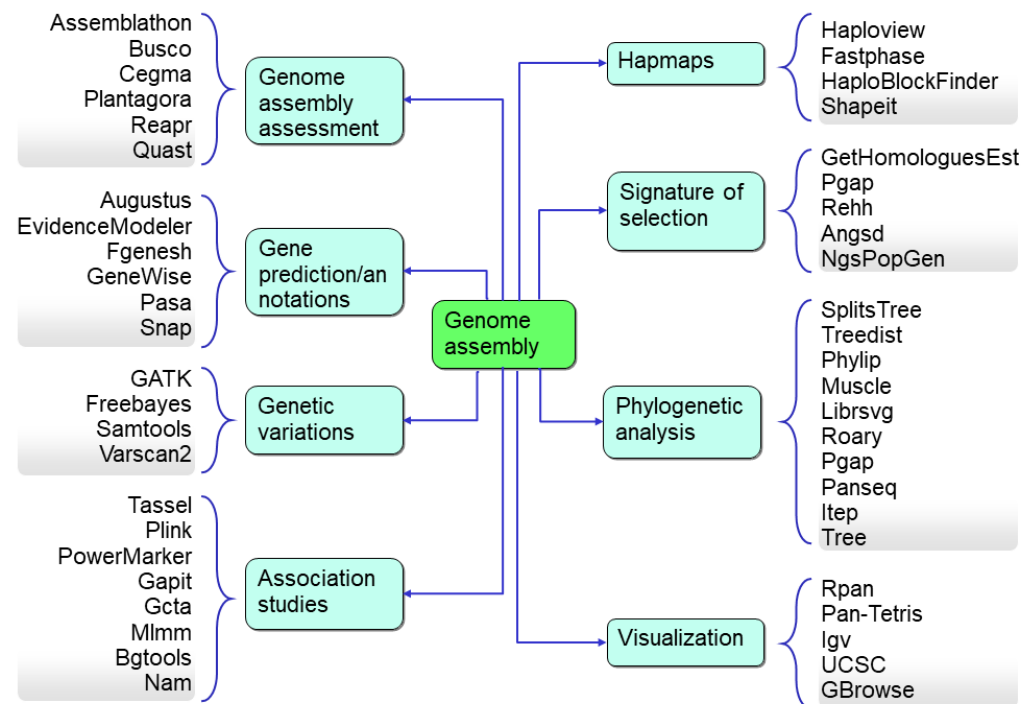 Assemblathon
Busco
Cegma
Plantagora
Reapr
Quast
Genome
assembly
assessment
Augustus
EvidenceModeler
Fgenesh
GeneWise
Pasa
Snap
Gene
prediction/an
notations
GATK
Freebayes
Samtools
Varscan2
Genetic
variations
Tassel
Plink
PowerMarker
Gapit
Gcta
Mlmm
Bgtools
Nam
Association
studies
Genome
assembly
Hapmaps
Haploview
Fastphase
HaploBlockFinder
Shapeit
Signature of
selection
GetHomologuesEst
Pgap
Rehh
Angsd
NgsPopGen
Phylogenetic
analysis
SplitsTree
Treedist
Phylip
Muscle
Librsvg
Roary
Pgap
Panseq
Itep
Tree
Visualization
Rpan
Pan-Tetris
Igv
UCSC
GBrowse